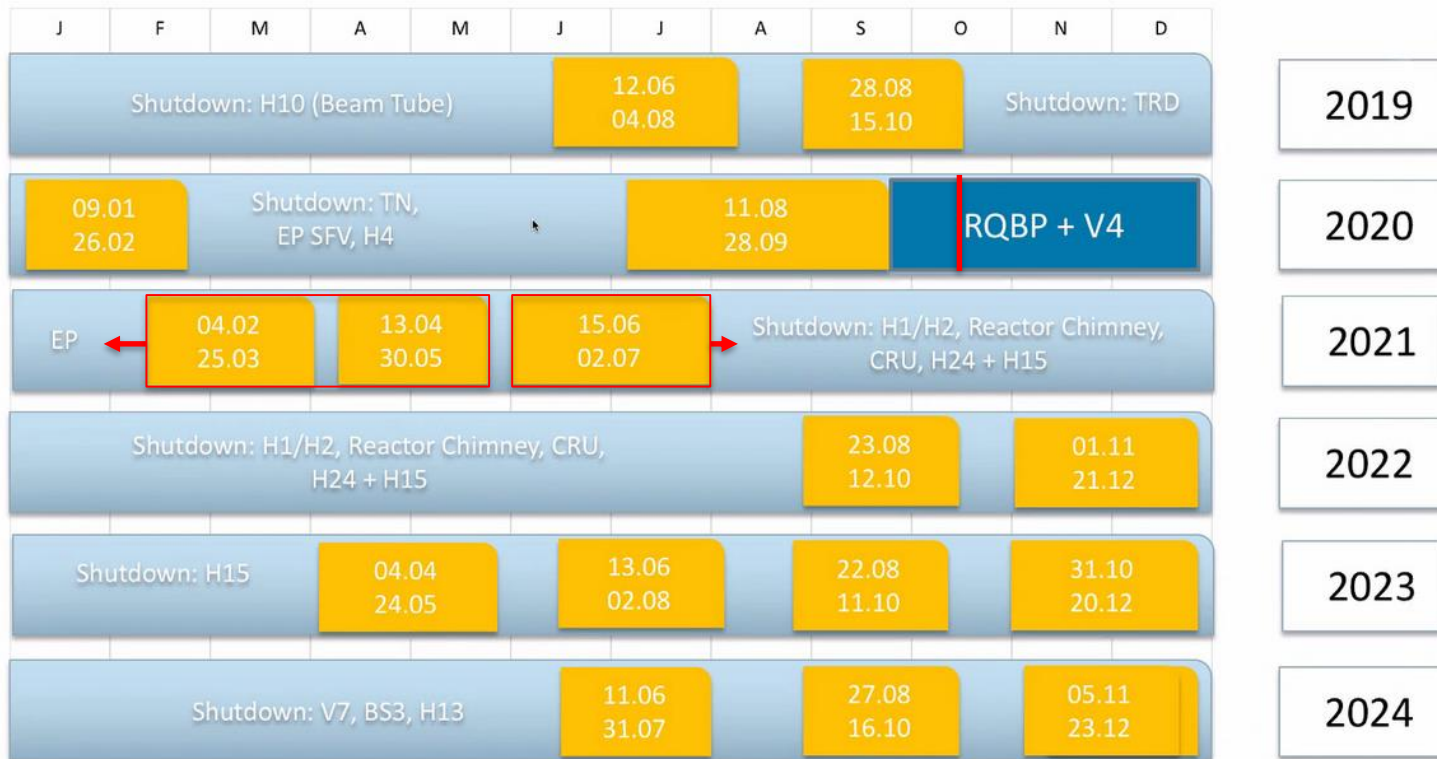 J F M A M J J A S O N D
Shutdown: H10 (Beam Tube)
12.06
04.08
28.08
15.10
Shutdown: TRD
2019
09.01
26.02
Shutdown: TN,
EP SFV, H4
11.08
28.09
RQBP + V4
2020
EP
04.02
25.03
13.04
30.05
15.06
02.07
Shutdown: H1/H2, Reactor Chimney,
CRU, H24 + H15
2021
Shutdown: H1/H2, Reactor Chimney, CRU,
H24 + H15
23.08
12.10
01.11
21.12
2022
Shutdown: H15
04.04
24.05
13.06
02.08
22.08
11.10
31.10
20.12
2023
Shutdown: V7, BS3, H13
11.06
31.07
27.08
16.10
05.11
23.12
2024